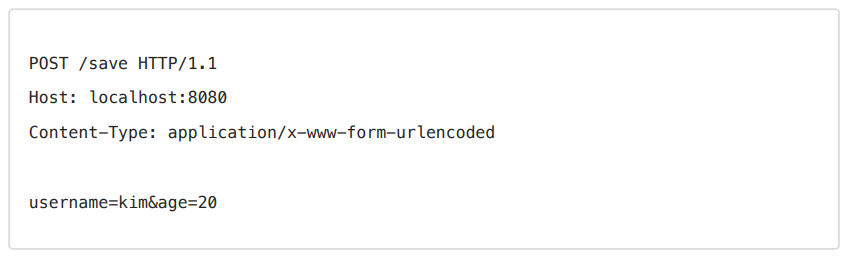 POST /save HTTP/1.1
Host: localhost:8080
Content-Type: application/x-www-form-urlencoded
username=kim&age=20